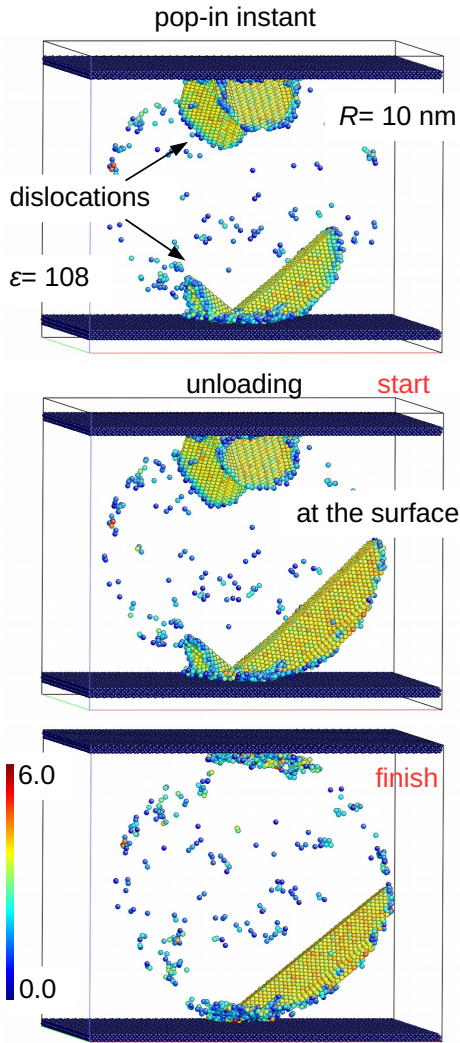 pop-in instant
R= 10 nm
dislocations
ε= 108
unloading
start
at the surface
6.0
finish
0.0